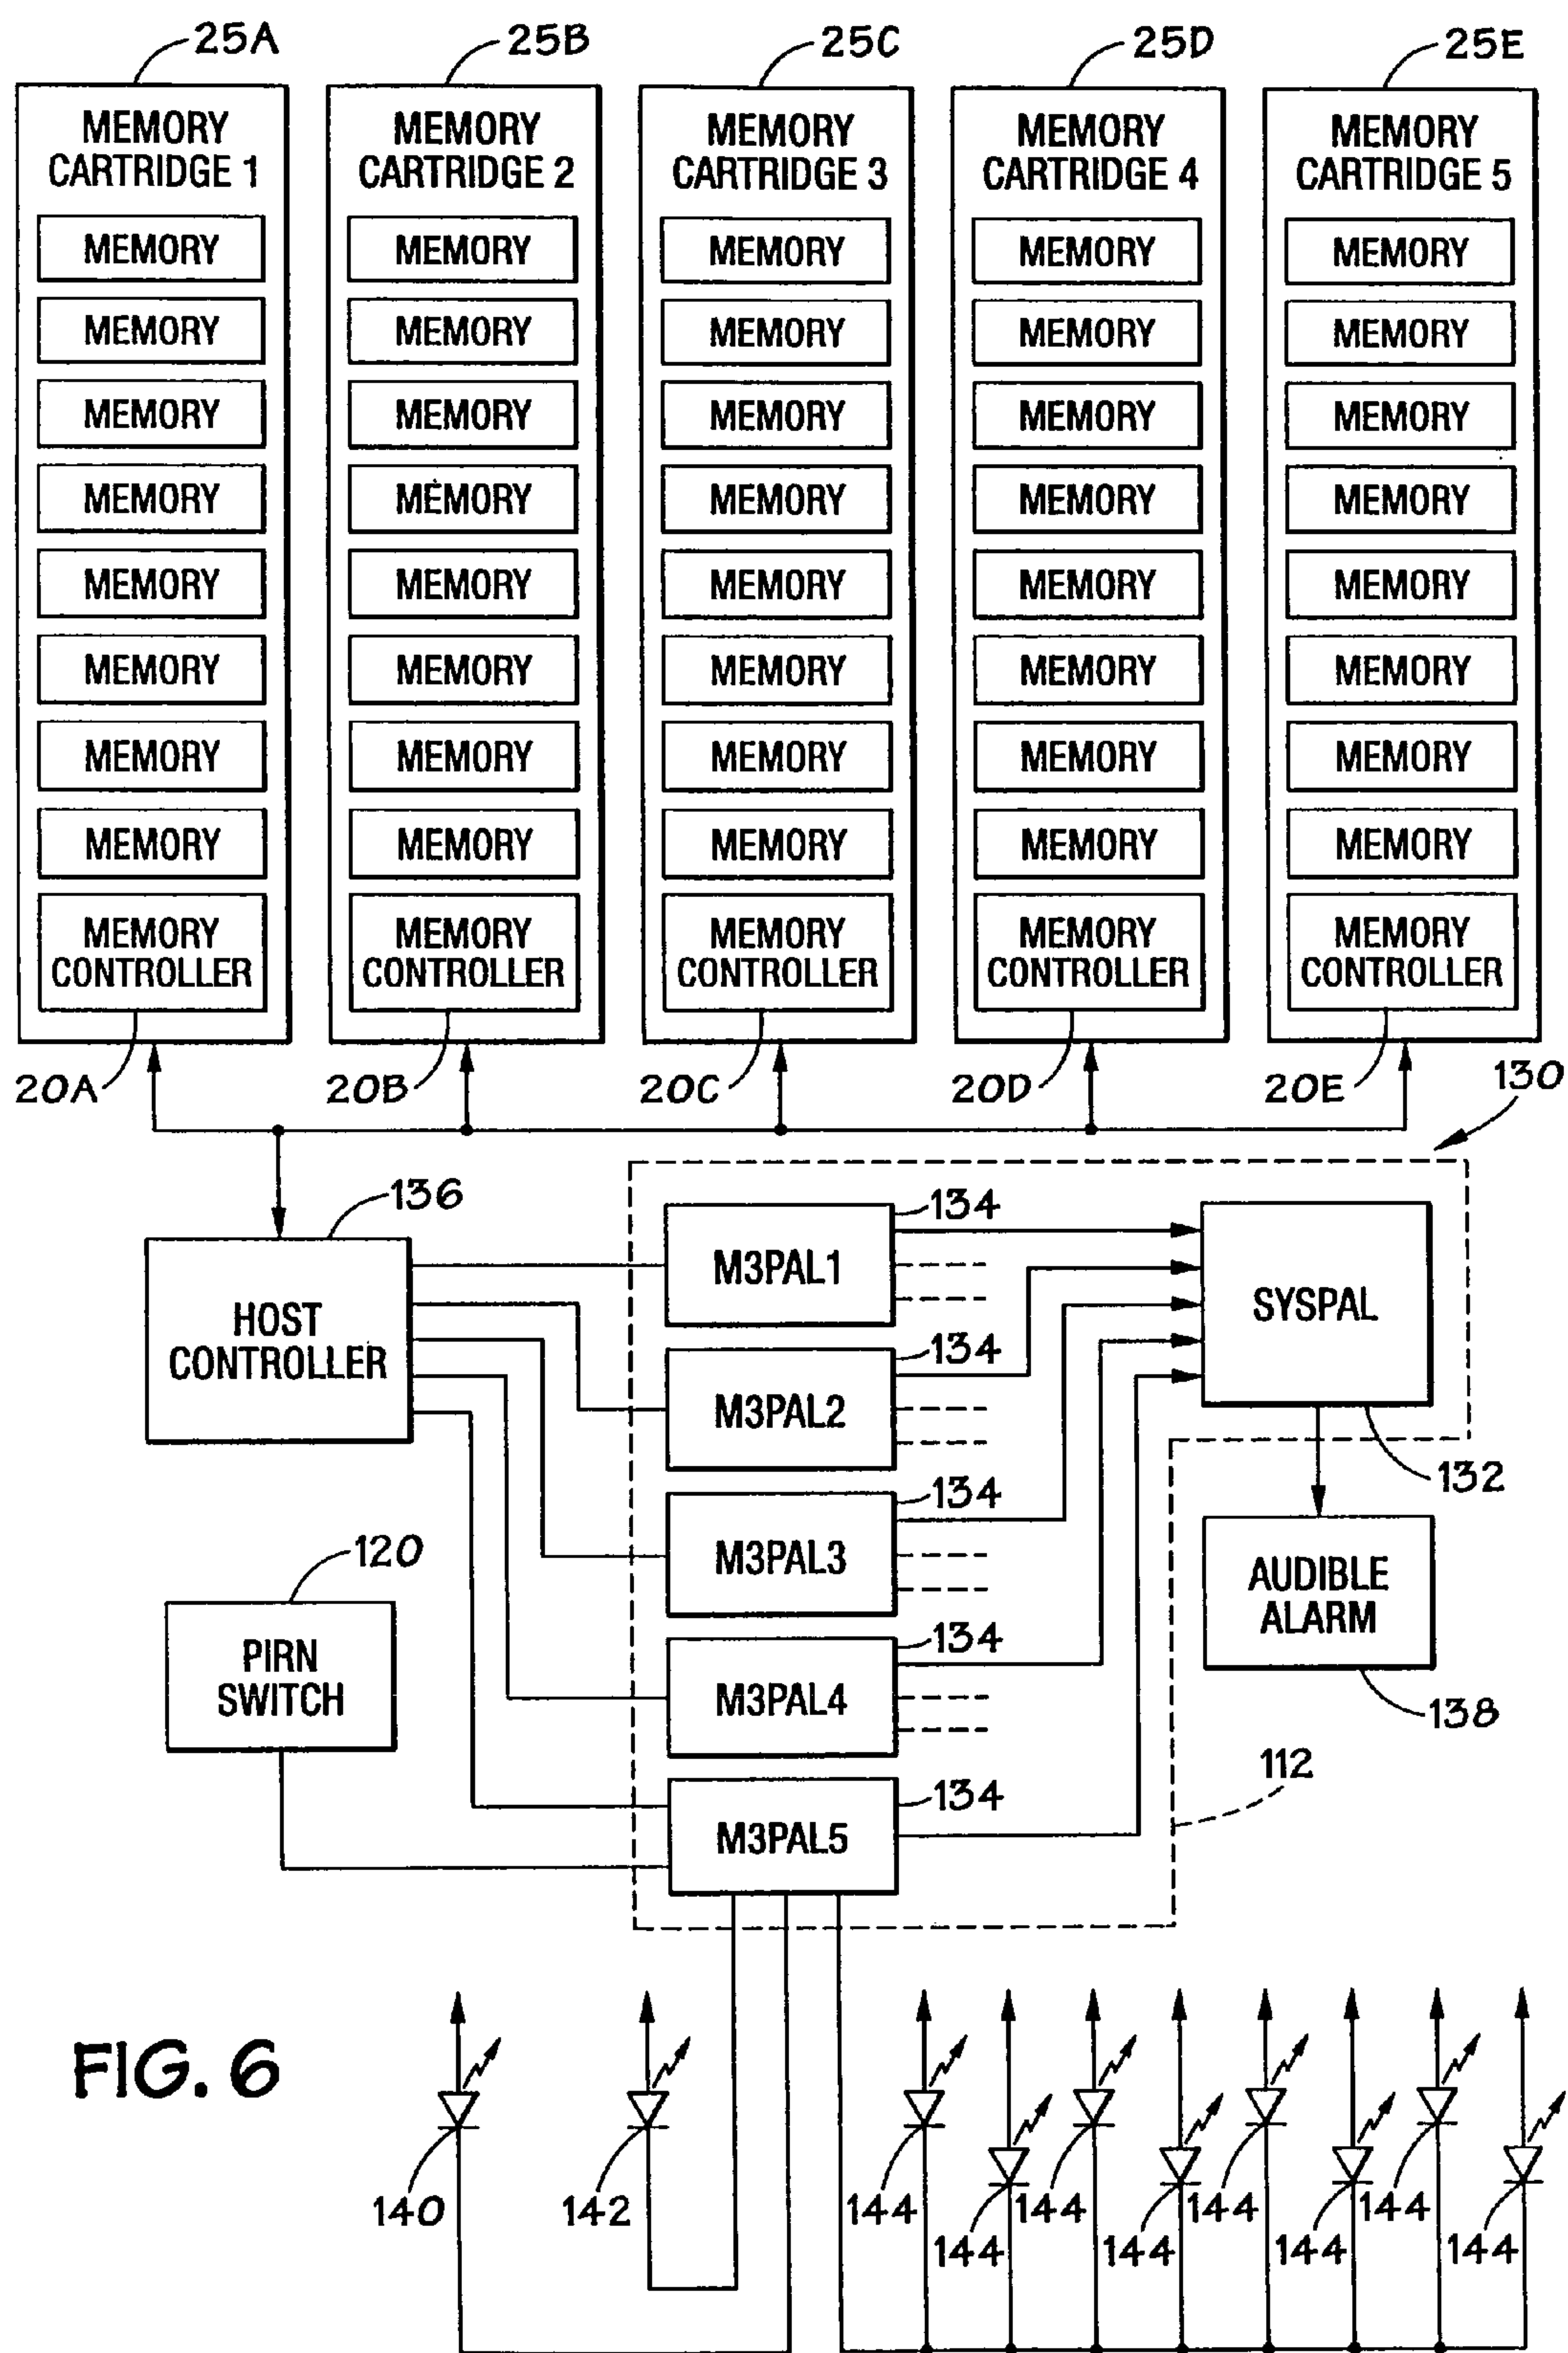 25A 25B 25C 25D 25E
MEMORY CARTRIDGE 1
MEMORY CARTRIDGE 2
MEMORY CARTRIDGE 3
MEMORY CARTRIDGE 4
MEMORY CARTRIDGE 5
MEMORY MEMORY MEMORY MEMORY MEMORY
MEMORY MEMORY MEMORY MEMORY MEMORY
MEMORY MEMORY MEMORY MEMORY MEMORY
MEMORY MEMORY MEMORY MEMORY MEMORY
MEMORY MEMORY MEMORY MEMORY MEMORY
MEMORY MEMORY MEMORY MEMORY MEMORY
MEMORY MEMORY MEMORY MEMORY MEMORY
MEMORY MEMORY MEMORY MEMORY MEMORY
MEMORY MEMORY MEMORY MEMORY MEMORY
CONTROLLER CONTROLLER CONTROLLER CONTROLLER CONTROLLER
20A 20B 20C 20D 20E
130
136
134
M3PAL1
HOST
CONTROLLER
SYSPAL
134
M3PAL2
132
134
M3PAL3
120
AUDIBLE
ALARM
134
PIRN
SWITCH
M3PAL4
138
112
134
M3PAL5
FIG. 6
140 142 144 144 144 144
144 144 144 144